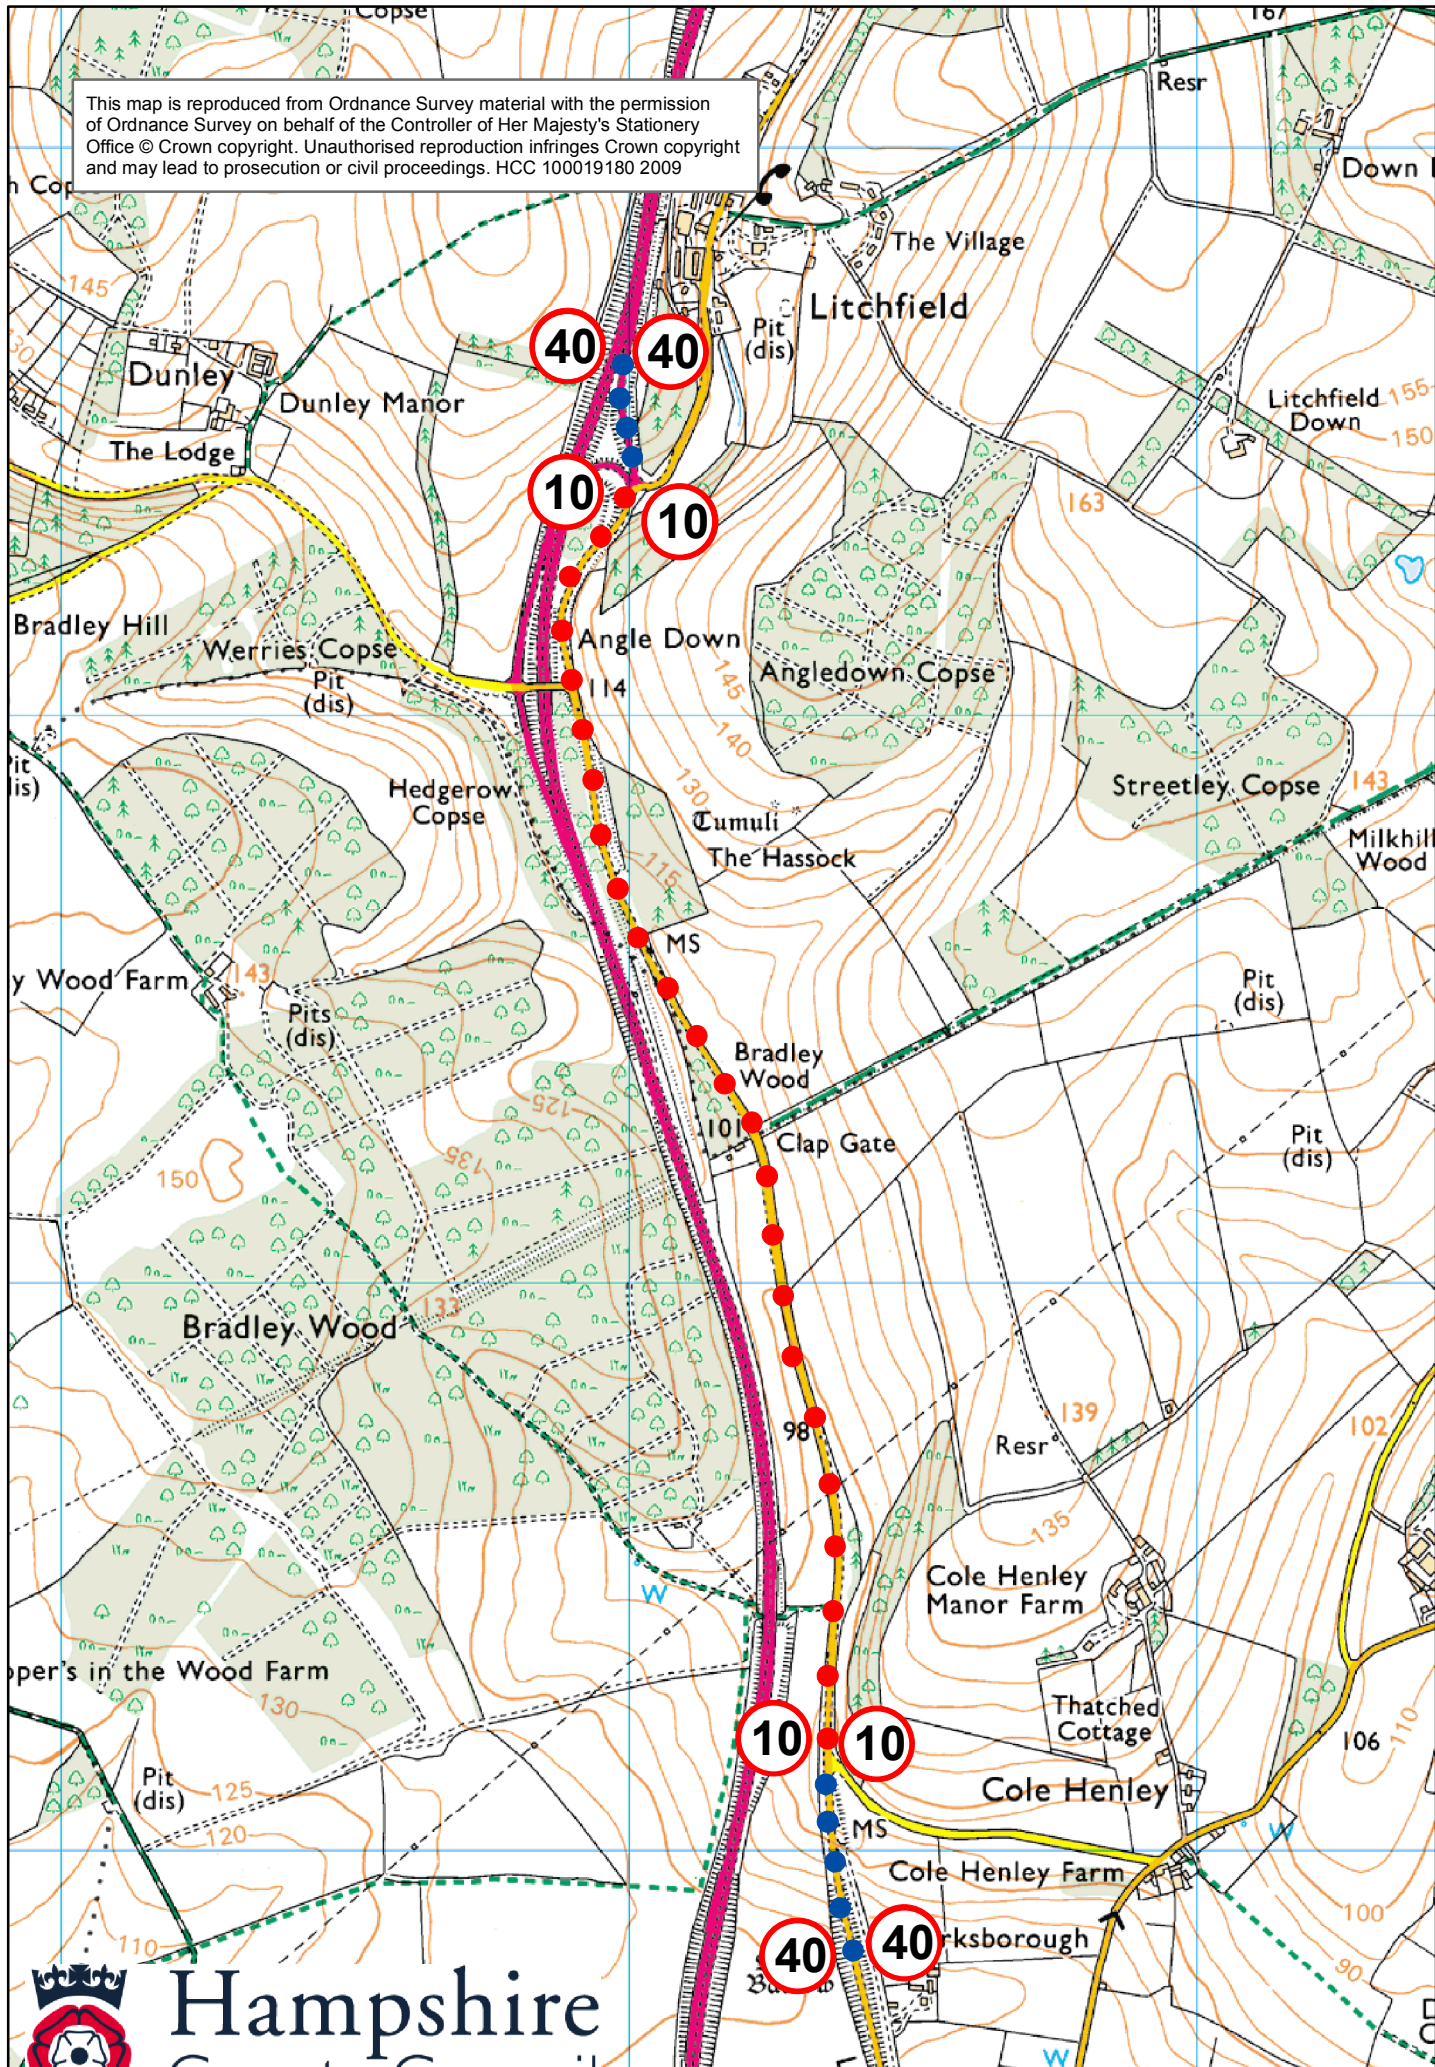 Copse
167
Resr
This map is reproduced from Ordnance Survey material with the permission
of Ordnance Survey on behalf of the Controller of Her Majesty's Stationery
Office © Crown copyright. Unauthorised reproduction infringes Crown copyright
and may lead to prosecution or civil proceedings. HCC 100019180 2009
Down
The Village
145
Litchfield
Pit
(dis)
40
40
130
Dunley
Dunley Manor
The Lodge
Litchfield
Down
155
150
10
10
163
Bradley Hill
Werries Copse
Pit
(dis)
Angle Down
114
Angledown Copse
145
140
130
Hedgerow
Copse
Streetley Copse
143
Tumuli
The Hassock
Milkhill
Wood
115
MS
y Wood Farm
143
Pits
(dis)
Pit
(dis)
Bradley
Wood
125
101
Clap Gate
135
Pit
(dis)
150
133
Bradley Wood
98
139
Resr
102
135
W
Cole Henley
Manor Farm
per's in the Wood Farm
130
Thatched
Cottage
110
106
10
10
Pit
(dis)
125
Cole Henley
120
MS
W
Cole Henley Farm
100
110
40
40
rksborough
90
Hampshire
County Council
W